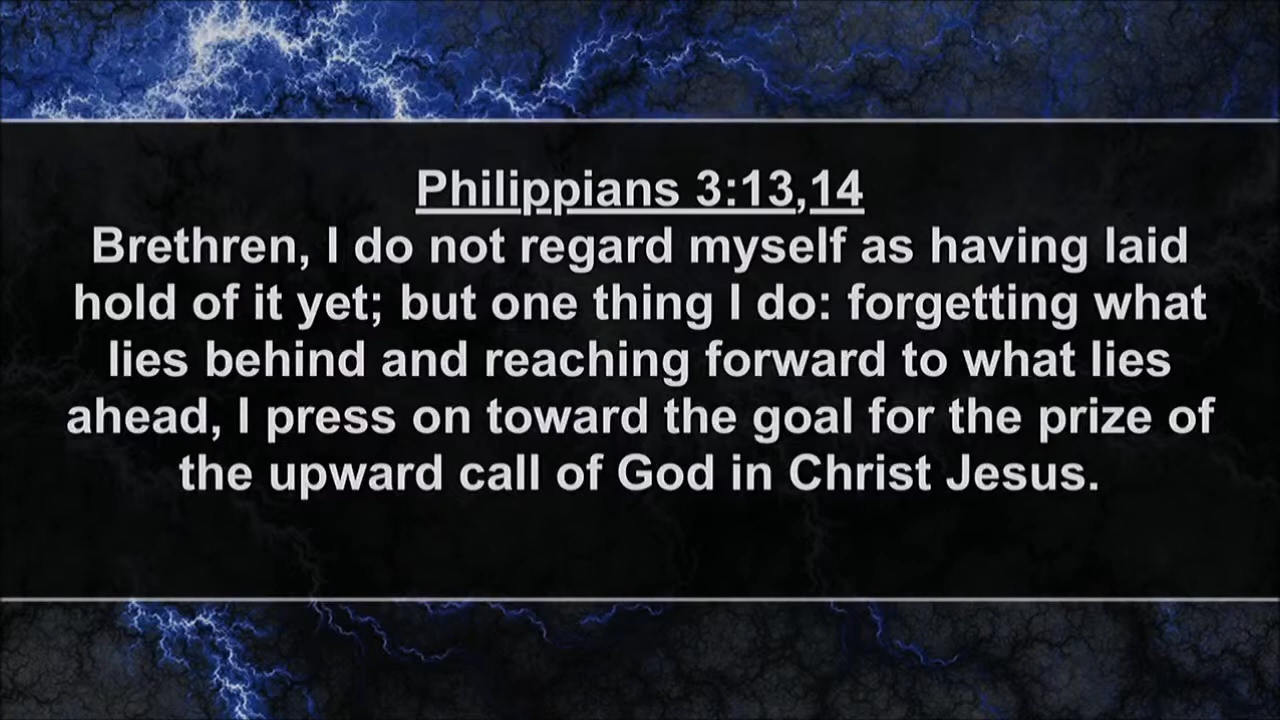 Philippians 3:13,14
Brethren, I do not regard myself as having laid
hold of it yet; but one thing I do: forgetting what
lies behind and reaching forward to what lies
ahead, I press on toward the goal for the prize of
the upward call of God in Christ Jesus.